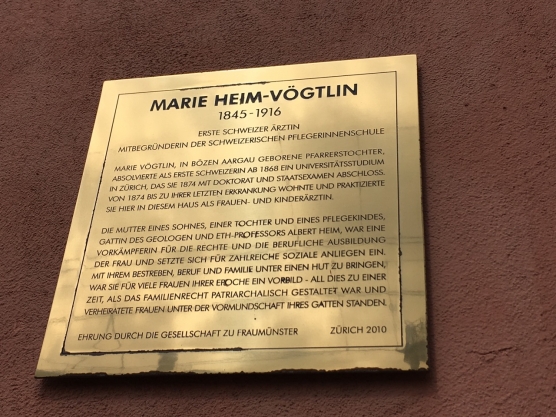 MARIE HEIM-VÖGTLIN
1845-1916
ERSTE SCHWEIZER ÄRZTIN
MITBEGRÜNDERIN DER SCHWEIZERISCHEN PFLEGERINNENSCHULE
MARIE VÖGTLIN, IN BÖZEN AARGAU GEBORENE PFARRERSTOCHTER,
ABSOLVIERTE ALS ERSTE SCHWEIZERIN AB 1868 EIN UNIVERSITÄTSSTUDIUM
IN ZÜRICH, DAS SIE 1874 MIT DOKTORAT UND STAATSEXAMEN ABSCHLOSS.
VON 1874 BIS ZU IHRER LETZTEN ERKRANKUNG WOHNTE UND PRAKTIZIERTE
SIE HIER IN DIESEM HAUS ALS FRAUEN- UND KINDERÄRZTIN.
DIE MUTTER EINES SOHNES, EINER TOCHTER UND EINES PFLEGEKINDES,
GATTIN DES GEOLOGEN UND ETH-PROFESSORS ALBERT HEIM, WAR EINE
VORKÄMPFERIN FÜR DIE RECHTE UND DIE BERUFLICHE AUSBILDUNG
DER FRAU UND SETZTE SICH FÜR ZAHLREICHE SOZIALE ANLIEGEN EIN.
MIT IHREM BESTREBEN, BERUF UND FAMILIE UNTER EINEN HUT ZU BRINGEN,
WAR SIE FÜR VIELE FRAUEN IHRER EPOCHE EIN VORBILD - ALL DIES ZU EINER
ZEIT, ALS DAS FAMILIENRECHT PATRIARCHALISCH GESTALTET WAR UND
VERHEIRATETE FRAUEN UNTER DER VORMUNDSCHAFT IHRES GATTEN STANDEN.
EHRUNG DURCH DIE GESELLSCHAFT ZU FRAUMÜNSTER ZÜRICH 2010